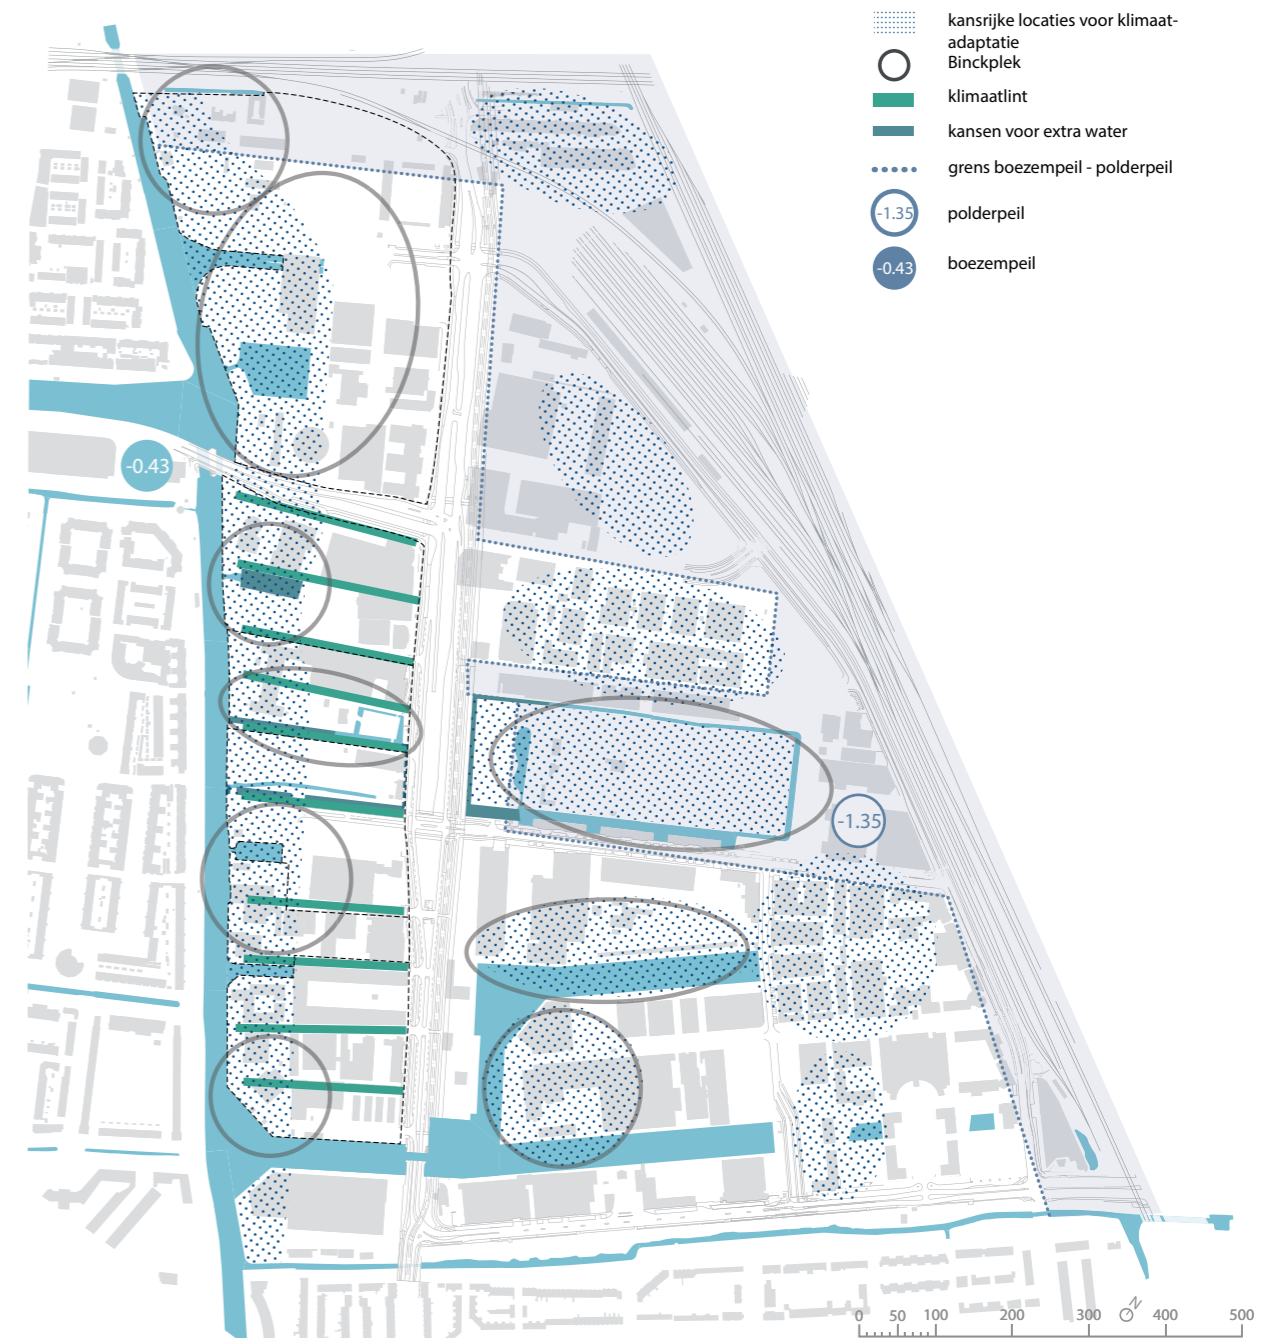 kansrijke locaties voor klimaat-
adaptatie
Binckplek
klimaatlint
kansen voor extra water
grens boezempeil - polderpeil
-1.35
polderpeil
-0.43
boezempeil
-0.43
-1.35
N
0 50 100 200 300 400 500